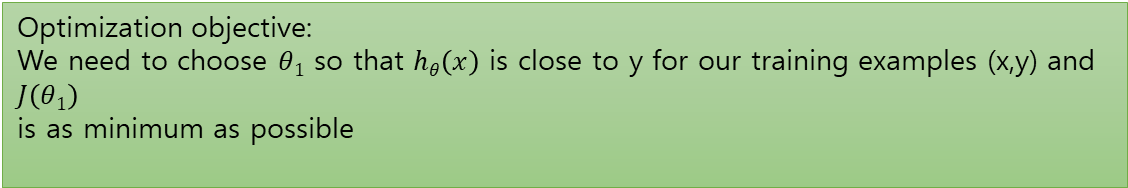 Optimization objective:
We need to choose θ₁ so that hθ(x) is close to y for our training examples (x,y) and
J(θ₁)
is as minimum as possible